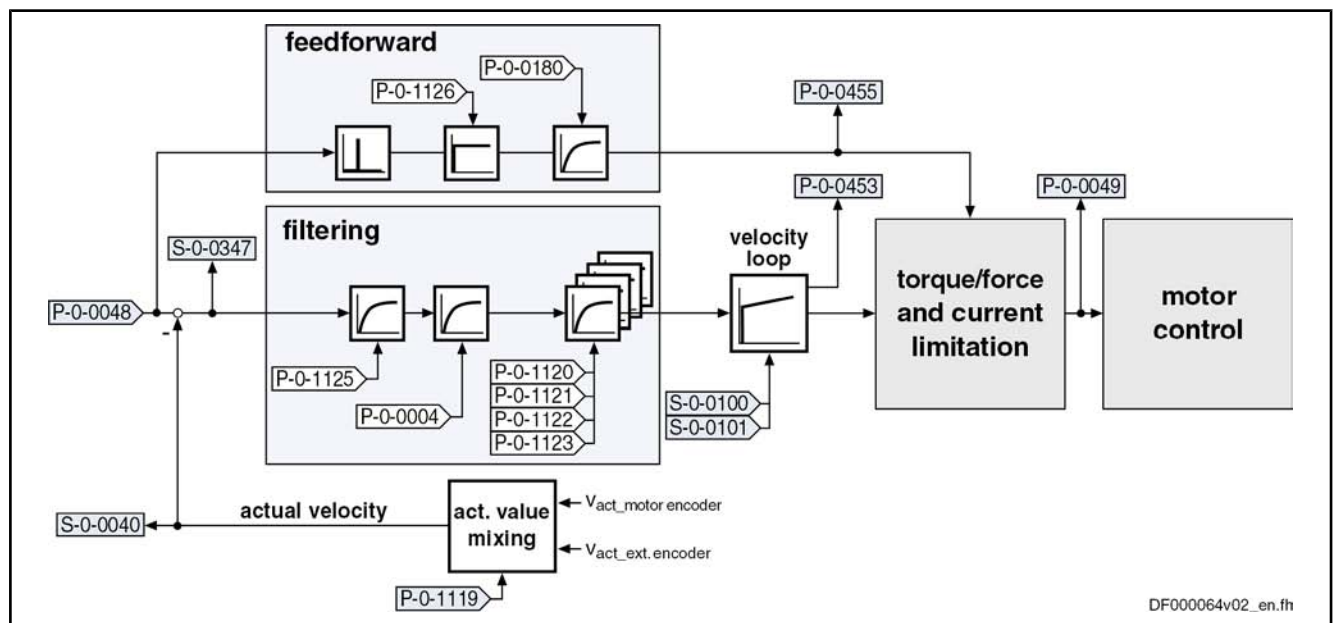 feedforward
P-0-0180
P-0-1126
P-0-0455
P-0-0453
P-0-0049
filtering
S-0-0347
velocity
loop
P-0-0048
-
torque/force
and current
limitation
motor
control
P-0-1125
P-0-0004
P-0-1120
P-0-1121
P-0-1122
P-0-1123
S-0-0100
S-0-0101
S-0-0040
actual velocity
act. value
mixing
Vact_motor encoder
Vact_ext. encoder
P-0-1119
DF000064v02_en.fh